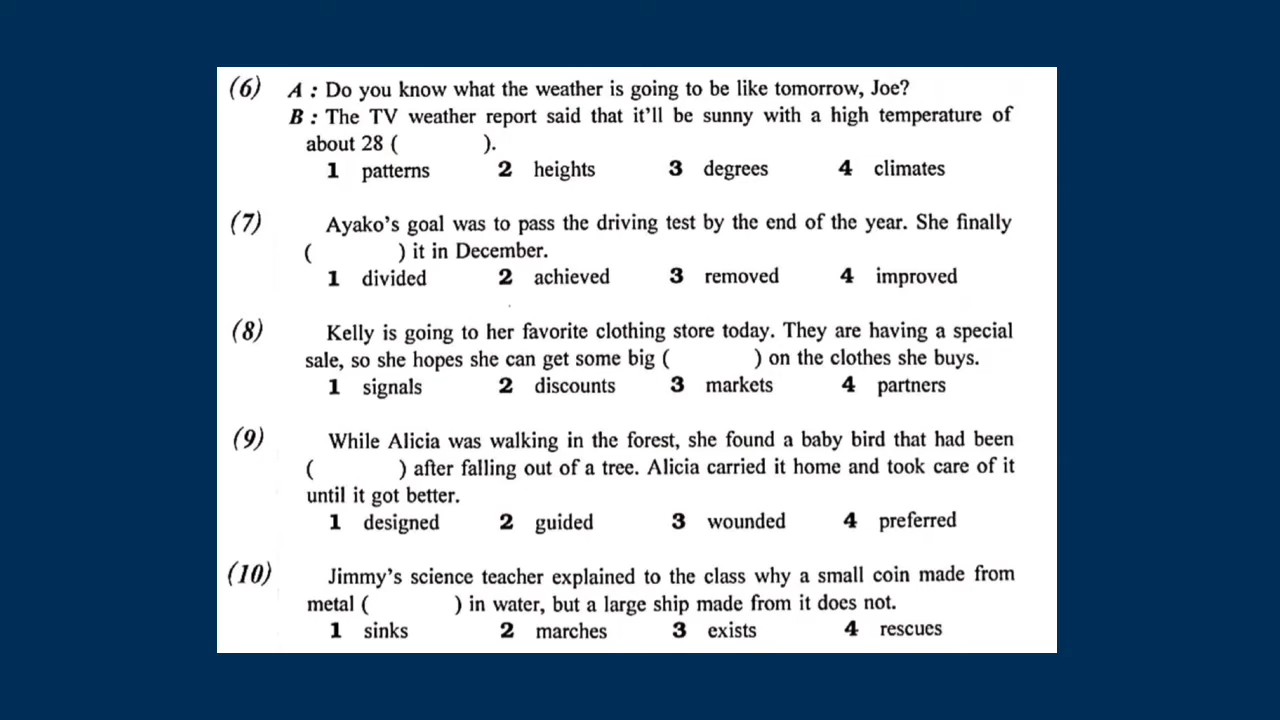 (6) A : Do you know what the weather is going to be like tomorrow, Joe?
B : The TV weather report said that it'll be sunny with a high temperature of
about 28 ( ).
1 patterns 2 heights 3 degrees 4 climates
(7) Ayako's goal was to pass the driving test by the end of the year. She finally
( ) it in December.
1 divided 2 achieved 3 removed 4 improved
(8) Kelly is going to her favorite clothing store today. They are having a special
sale, so she hopes she can get some big ( ) on the clothes she buys.
1 signals 2 discounts 3 markets 4 partners
(9) While Alicia was walking in the forest, she found a baby bird that had been
( ) after falling out of a tree. Alicia carried it home and took care of it
until it got better.
1 designed 2 guided 3 wounded 4 preferred
(10) Jimmy's science teacher explained to the class why a small coin made from
metal ( ) in water, but a large ship made from it does not.
1 sinks 2 marches 3 exists 4 rescues